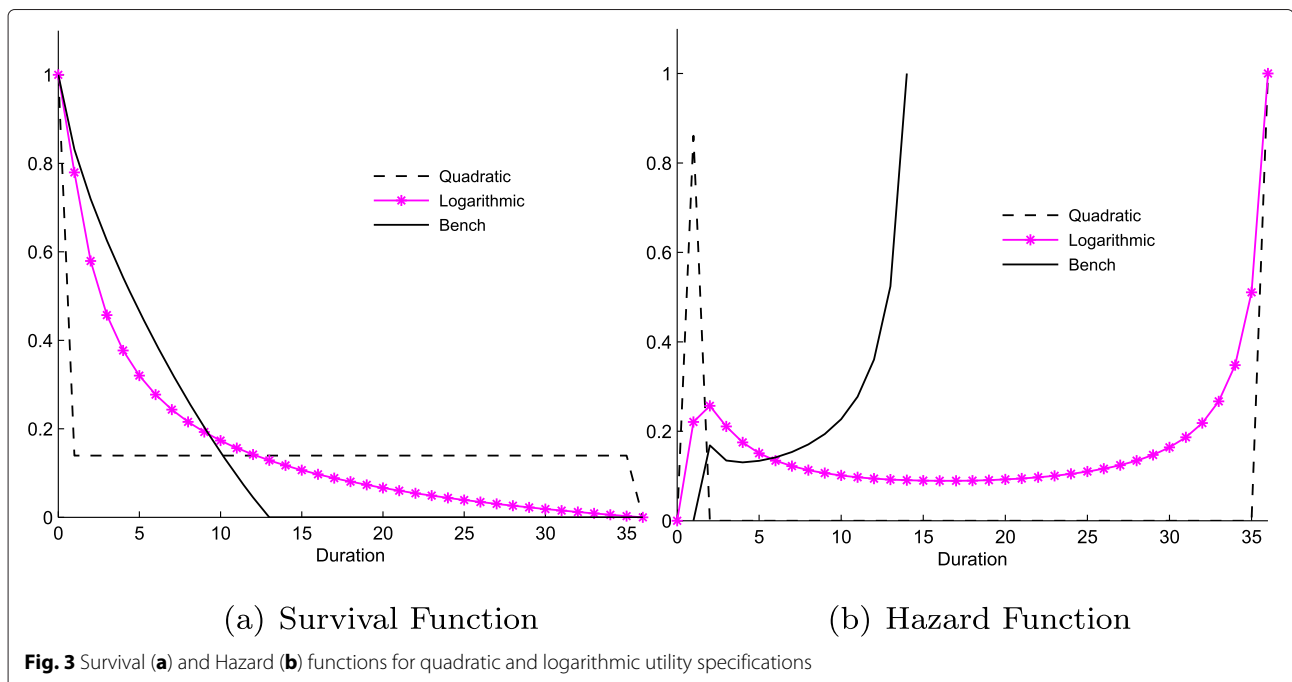 1
0.8
0.6
0.4
0.2
0
0 5 10 15 20 25 30 35
Duration
Quadratic
Logarithmic
Bench
(a) Survival Function
1
0.8
0.6
0.4
0.2
0
0 5 10 15 20 25 30 35
Duration
Quadratic
Logarithmic
Bench
(b) Hazard Function
Fig. 3 Survival (a) and Hazard (b) functions for quadratic and logarithmic utility specifications